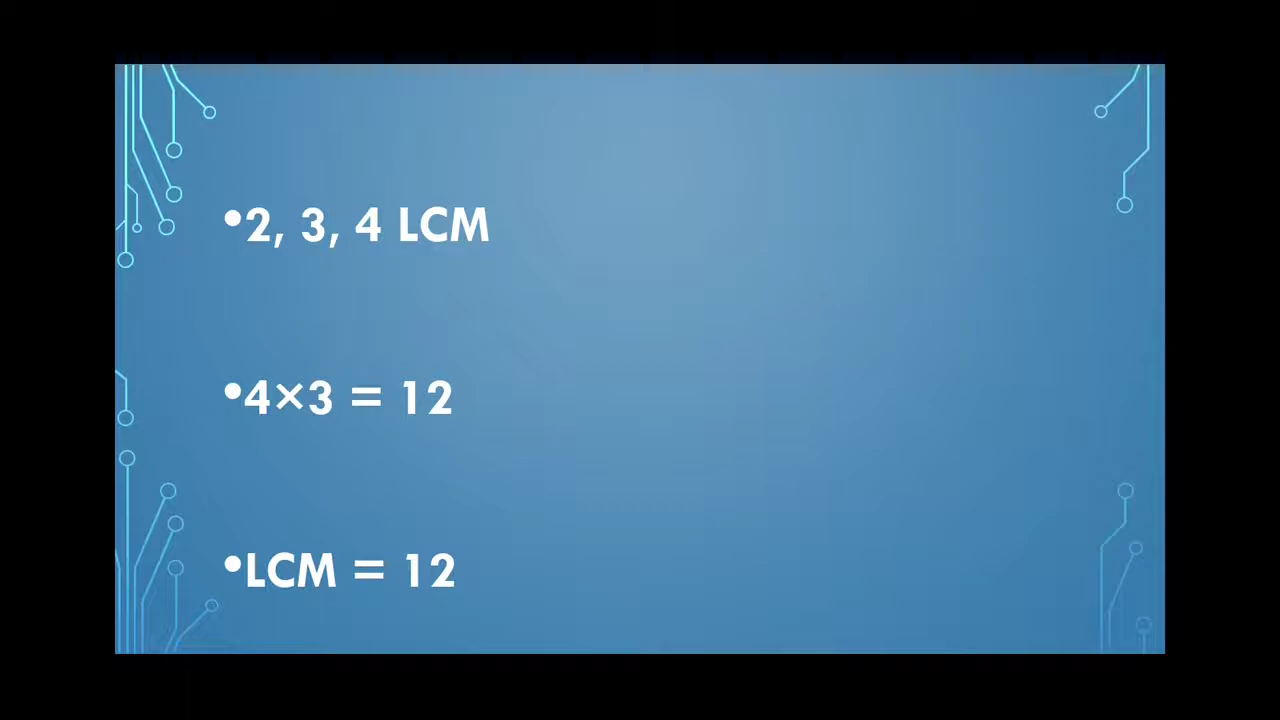 •2, 3, 4 LCM
•4×3 = 12
•LCM = 12